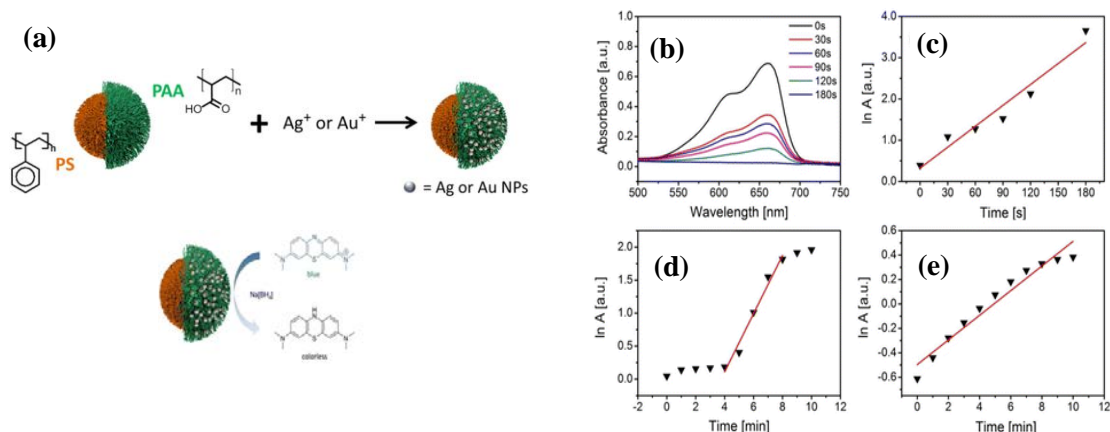 (a)
PAA
n
HO
O
+ Ag⁺ or Au⁺
n
PS
= Ag or Au NPs
N
N
S
N
blue
Na[BH₄]
H
N
N
S
N
colorless
(b)
Absorbance [a.u.]
0.8
0.6
0.4
0.2
0.0
0s
30s
60s
90s
120s
180s
500 550 600 650 700 750
Wavelength [nm]
(c)
ln A [a.u.]
4.0
3.0
2.0
1.0
0.0
0 30 60 90 120 150 180
Time [s]
(d)
ln A [a.u.]
2.0
1.5
1.0
0.5
0.0
-2 0 2 4 6 8 10 12
Time [min]
(e)
ln A [a.u.]
0.6
0.4
0.2
0.0
-0.2
-0.4
-0.6
0 2 4 6 8 10 12
Time [min]